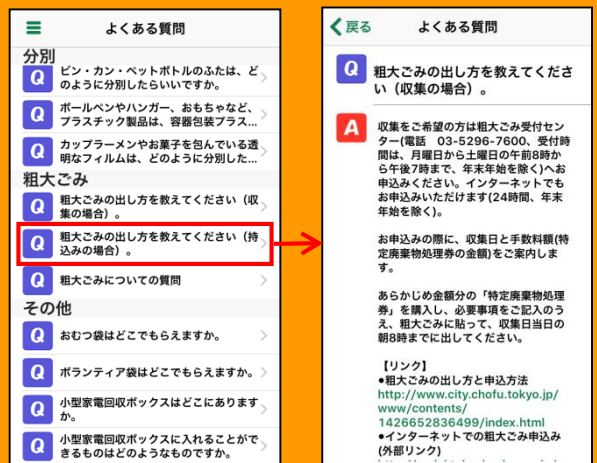 よくある質問
分別
Q ビン・カン・ペットボトルのふたは、ど
のように分別したらいいですか。
Q ボールペンやハンガー、おもちゃなど、
プラスチック製品は、容器包装プラス...
Q カップラーメンやお菓子を包んでいる透
明なフィルムは、どのように分別した...
粗大ごみ
Q 粗大ごみの出し方を教えてください（収
集の場合）。
Q 粗大ごみの出し方を教えてください（持
込みの場合）。
Q 粗大ごみについての質問
その他
Q おむつ袋はどこでもらえますか。
Q ボランティア袋はどこでもらえますか。
Q 小型家電回収ボックスはどこにあります
か。
Q 小型家電回収ボックスに入れることがで
きるものはどのようなものですか。
戻る
よくある質問
Q 粗大ごみの出し方を教えてくださ
い（収集の場合）。
A 収集をご希望の方は粗大ごみ受付セン
ター(電話　03-5296-7600、受付時
間は、月曜日から土曜日の午前8時か
ら午後7時まで、年末年始を除く)へお
申込みください。インターネットでも
お申込みいただけます(24時間、年末
年始を除く)。
お申込みの際に、収集日と手数料額(特
定廃棄物処理券の金額)をご案内しま
す。
あらかじめ金額分の「特定廃棄物処理
券」を購入し、必要事項をご記入のう
え、粗大ごみに貼って、収集日当日の
朝8時までに出してください。
【リンク】
●粗大ごみの出し方と申込方法
http://www.city.chofu.tokyo.jp/
www/contents/
1426652836499/index.html
●インターネットでの粗大ごみ申込み
(外部リンク)